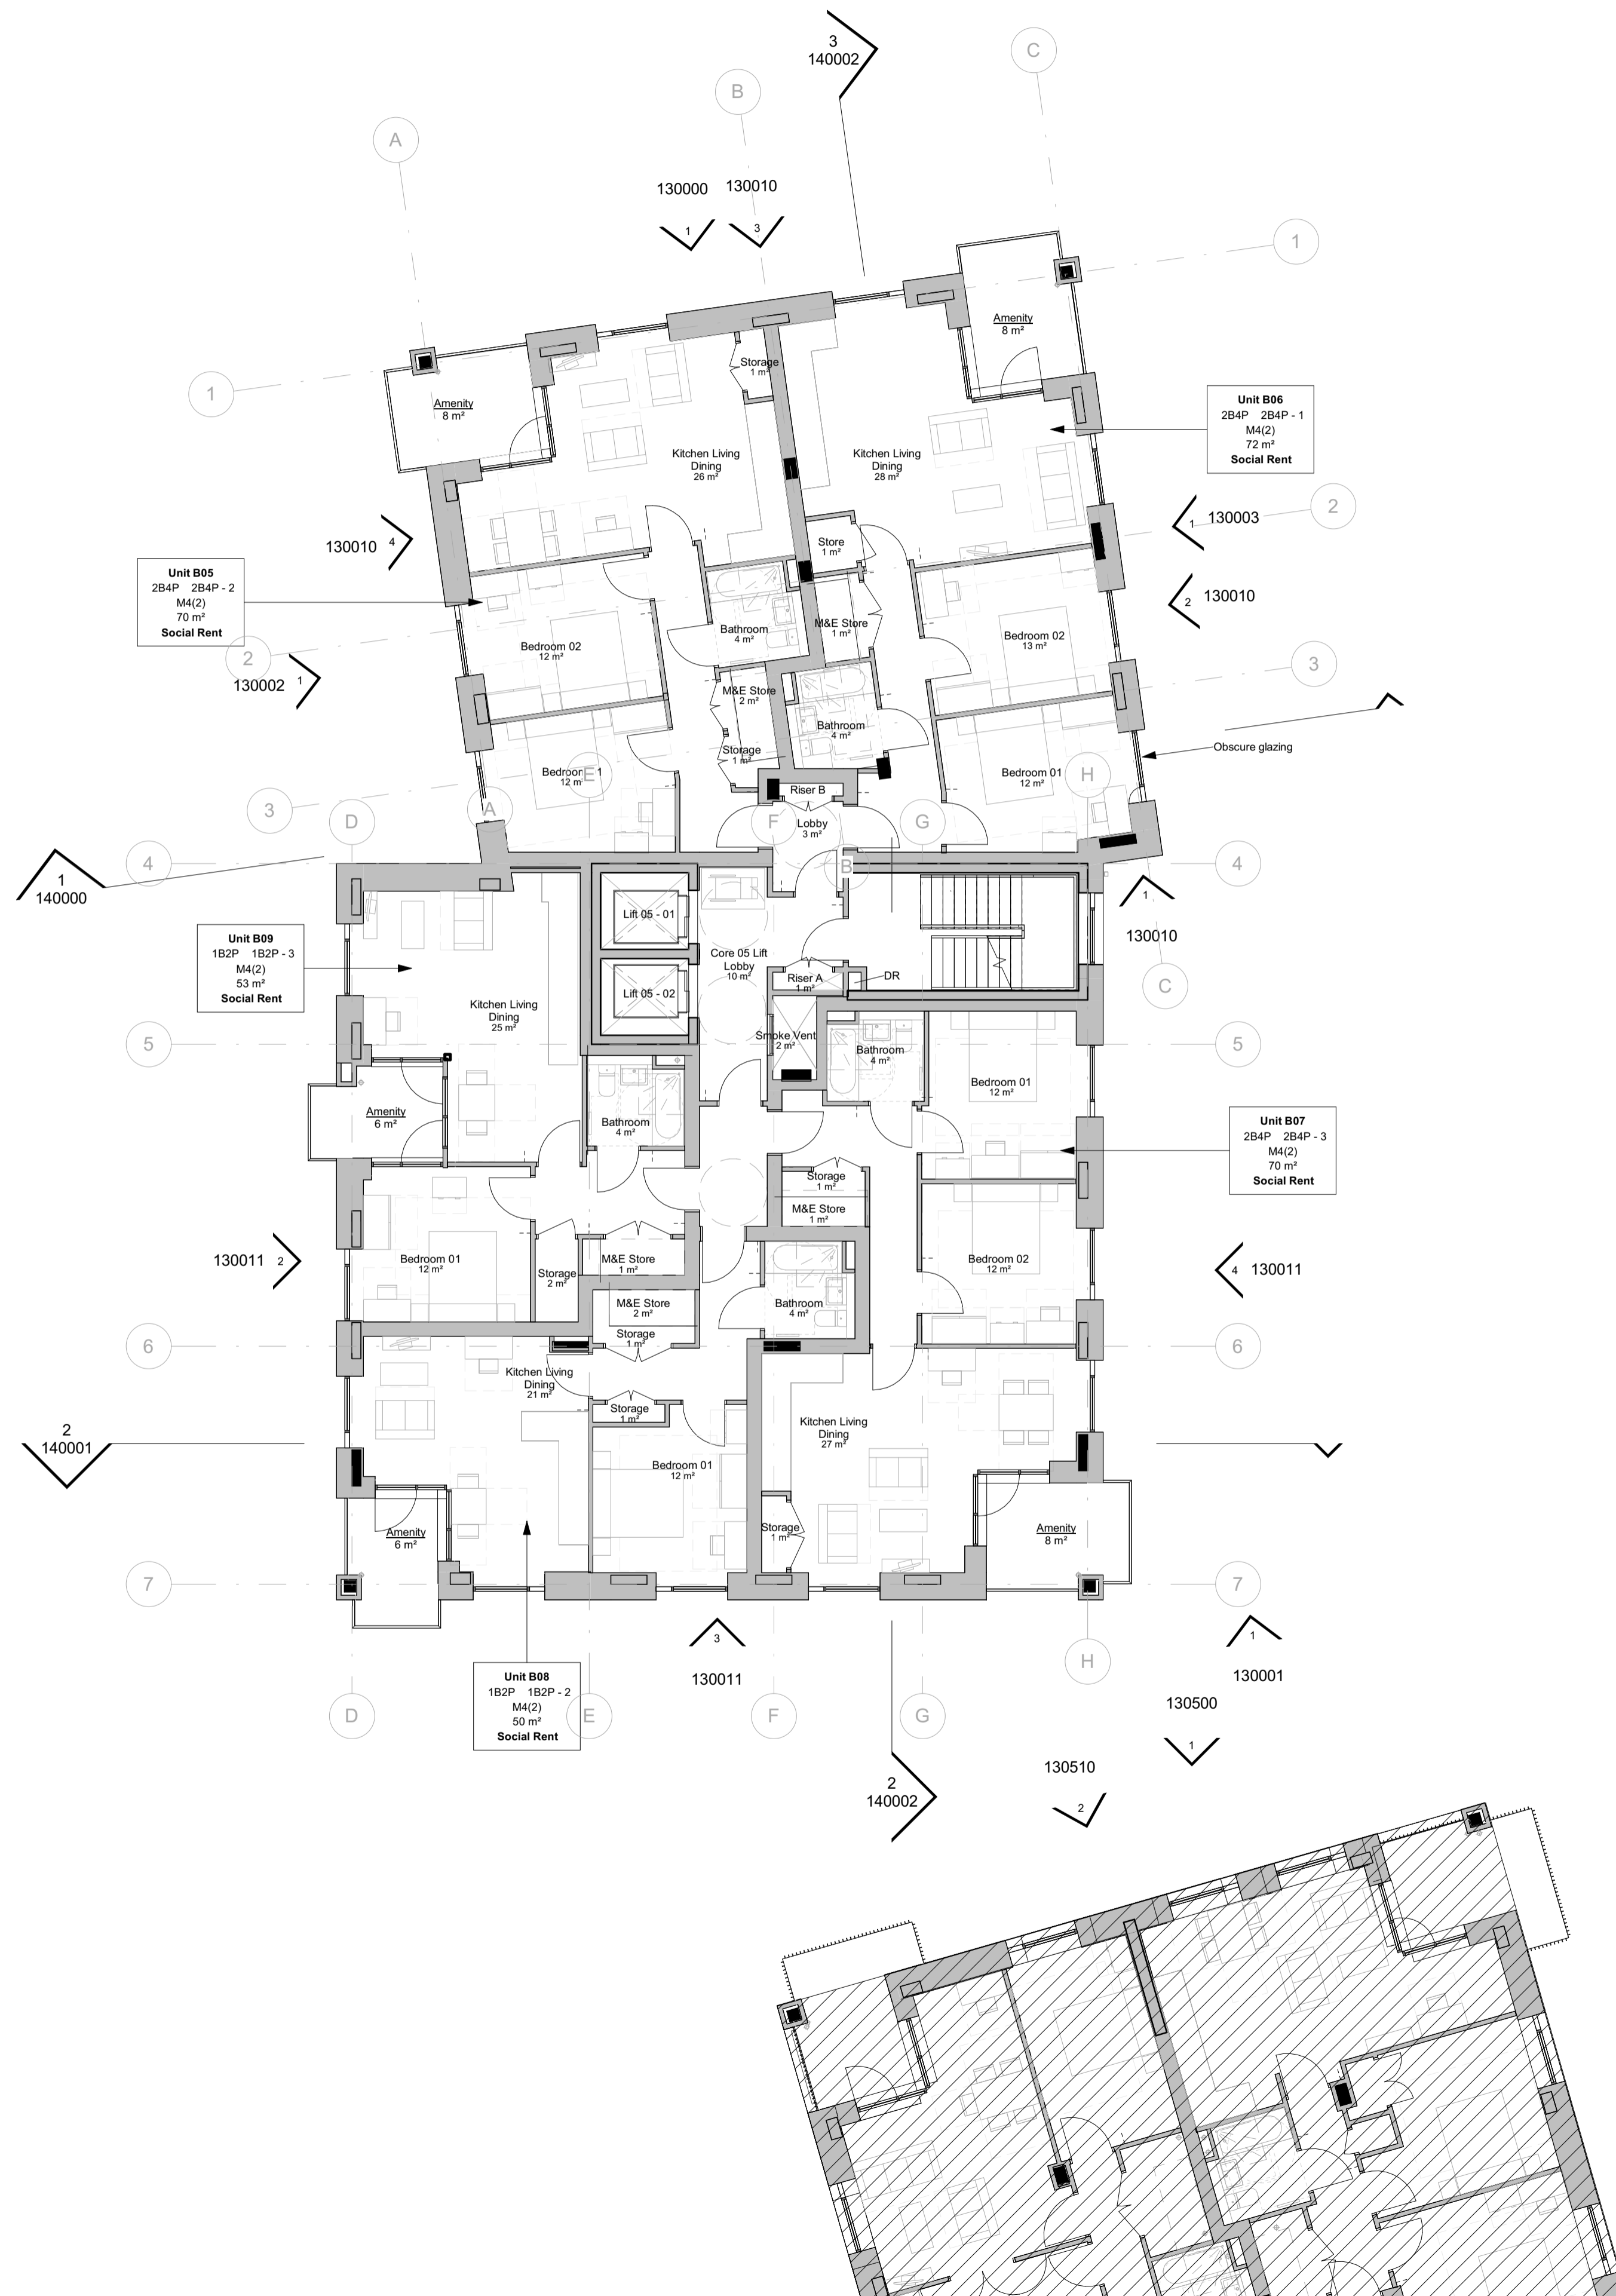 3
140002
C
B
A
130000 130010
1
3
1
1
Amenity
8 m²
Storage
1 m²
Amenity
8 m²
Unit B06
2B4P 2B4P - 1
M4(2)
72 m²
Social Rent
Kitchen Living
Dining
26 m²
Kitchen Living
Dining
28 m²
2
1 130003
130010 4
Store
1 m²
Unit B05
2B4P 2B4P - 2
M4(2)
70 m²
Social Rent
2 130010
Bathroom
4 m²
M&E Store
1 m²
Bedroom 02
12 m²
Bedroom 02
13 m²
2
130002 1
3
M&E Store
2 m²
Bathroom
4 m²
Storage
1 m²
Obscure glazing
Bedroom 01
12 m²
E
Bedroom 01
12 m²
H
Riser B
3
D
A
F
Lobby
3 m²
G
4
B
4
1
140000
1
130010
Lift 05 - 01
Unit B09
1B2P 1B2P - 3
M4(2)
53 m²
Social Rent
Core 05 Lift
Lobby
10 m²
Riser A
1 m²
DR
C
Lift 05 - 02
Kitchen Living
Dining
25 m²
Smoke Vent
2 m²
5
Bathroom
4 m²
5
Bedroom 01
12 m²
Amenity
6 m²
Bathroom
4 m²
Unit B07
2B4P 2B4P - 3
M4(2)
70 m²
Social Rent
Storage
1 m²
M&E Store
1 m²
130011 2
Bedroom 01
12 m²
Storage
2 m²
M&E Store
1 m²
Bedroom 02
12 m²
4 130011
M&E Store
2 m²
Bathroom
4 m²
Storage
1 m²
6
6
Kitchen Living
Dining
21 m²
Storage
1 m²
Kitchen Living
Dining
27 m²
2
140001
Bedroom 01
12 m²
Amenity
6 m²
Storage
1 m²
Amenity
8 m²
7
7
3
130011
1
130001
H
Unit B08
1B2P 1B2P - 2
M4(2)
50 m²
Social Rent
D
E
F
G
130500
1
130510
2
2
140002